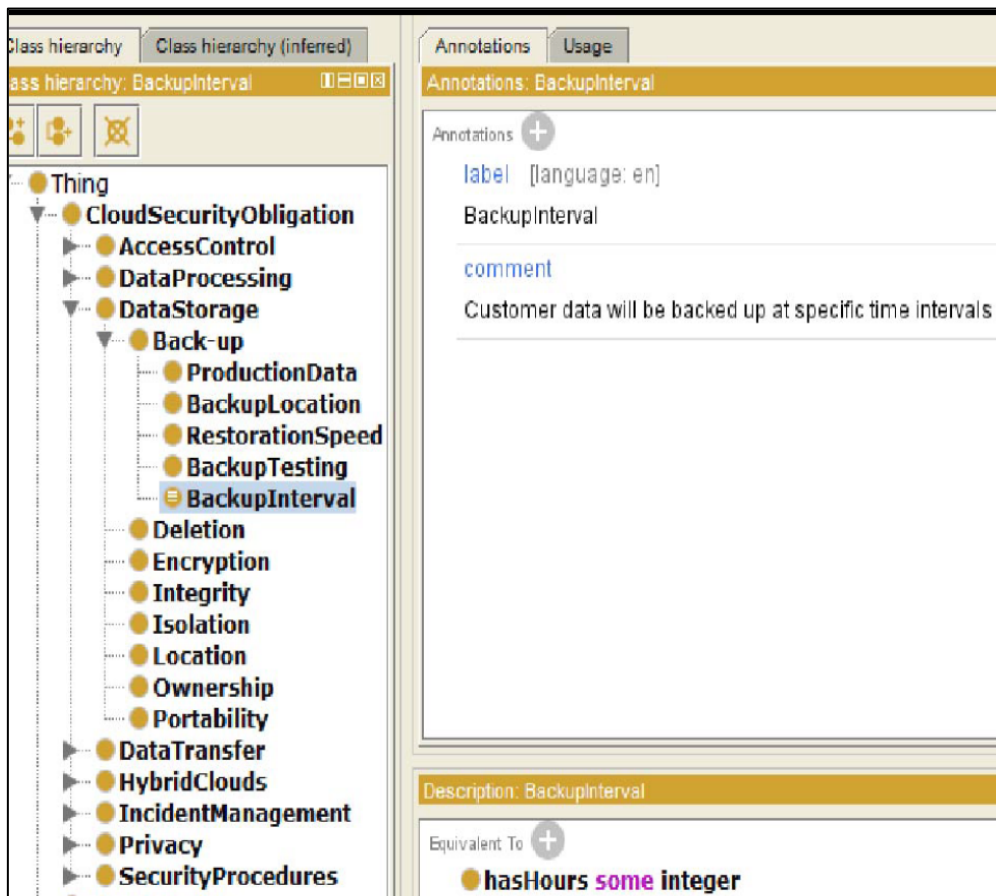 Class hierarchy
Class hierarchy (inferred)
ass hierarchy: BackupInterval
Thing
CloudSecurityObligation
AccessControl
DataProcessing
DataStorage
Back-up
ProductionData
BackupLocation
RestorationSpeed
BackupTesting
BackupInterval
Deletion
Encryption
Integrity
Isolation
Location
Ownership
Portability
DataTransfer
HybridClouds
IncidentManagement
Privacy
SecurityProcedures
Annotations
Usage
Annotations: BackupInterval
Annotations
label [language: en]
BackupInterval
comment
Customer data will be backed up at specific time intervals
Description: BackupInterval
Equivalent To
hasHours some integer